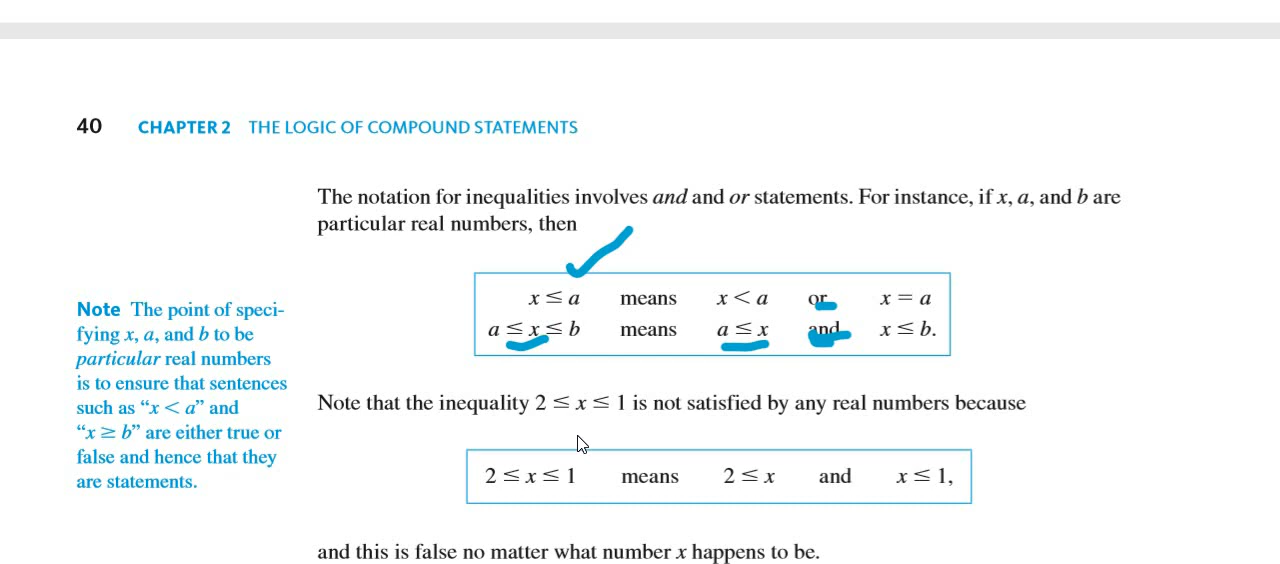 40 CHAPTER 2 THE LOGIC OF COMPOUND STATEMENTS
The notation for inequalities involves and and or statements. For instance, if x, a, and b are
particular real numbers, then
x ≤ a means x < a or x = a
a ≤ x ≤ b means a ≤ x and x ≤ b.
Note The point of speci-
fying x, a, and b to be
particular real numbers
is to ensure that sentences
such as “x < a” and
“x ≥ b” are either true or
false and hence that they
are statements.
Note that the inequality 2 ≤ x ≤ 1 is not satisfied by any real numbers because
2 ≤ x ≤ 1 means 2 ≤ x and x ≤ 1,
and this is false no matter what number x happens to be.